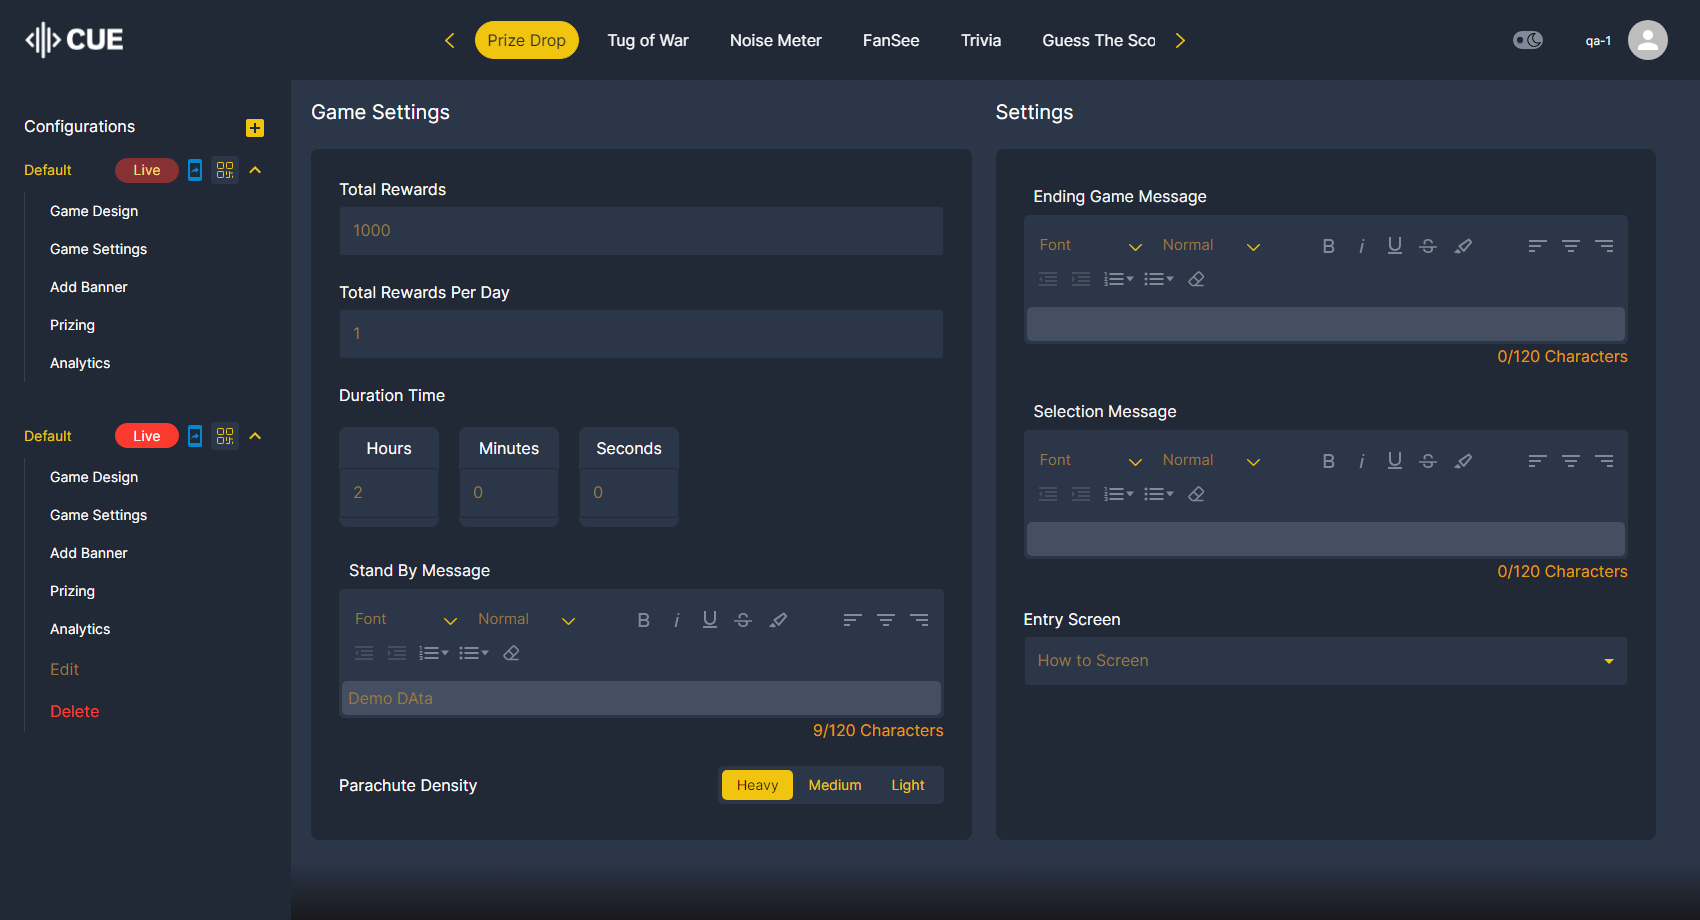 CUE
Prize Drop
Tug of War
Noise Meter
FanSee
Trivia
Guess The Sco
qa-1
Configurations
Default
Live
Game Design
Game Settings
Add Banner
Prizing
Analytics
Default
Live
Game Design
Game Settings
Add Banner
Prizing
Analytics
Edit
Delete
Game Settings
Total Rewards
1000
Total Rewards Per Day
1
Duration Time
Hours
Minutes
Seconds
2
0
0
Stand By Message
Font
Normal
B
i
U
S
Demo DAta
9/120 Characters
Parachute Density
Heavy
Medium
Light
Settings
Ending Game Message
Font
Normal
B
i
U
S
0/120 Characters
Selection Message
Font
Normal
B
i
U
S
0/120 Characters
Entry Screen
How to Screen